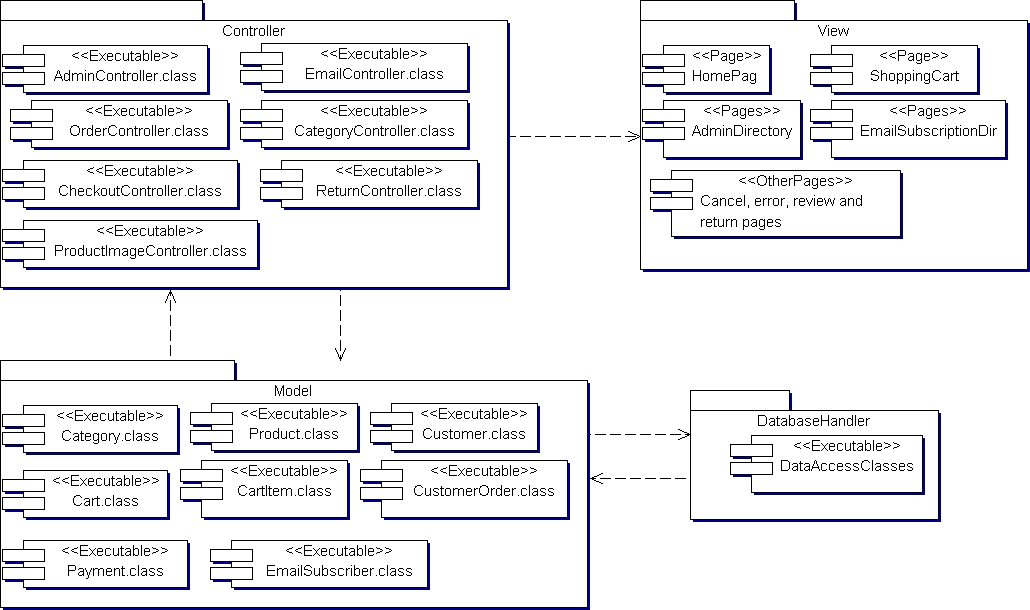 Controller
<<Executable>>
AdminController.class
<<Executable>>
EmailController.class
<<Executable>>
OrderController.class
<<Executable>>
CategoryController.class
<<Executable>>
CheckoutController.class
<<Executable>>
ReturnController.class
<<Executable>>
ProductImageController.class
View
<<Page>>
HomePag
<<Page>>
ShoppingCart
<<Pages>>
AdminDirectory
<<Pages>>
EmailSubscriptionDir
<<OtherPages>>
Cancel, error, review and
return pages
Model
<<Executable>>
Category.class
<<Executable>>
Product.class
<<Executable>>
Customer.class
<<Executable>>
Cart.class
<<Executable>>
CartItem.class
<<Executable>>
CustomerOrder.class
<<Executable>>
Payment.class
<<Executable>>
EmailSubscriber.class
DatabaseHandler
<<Executable>>
DataAccessClasses